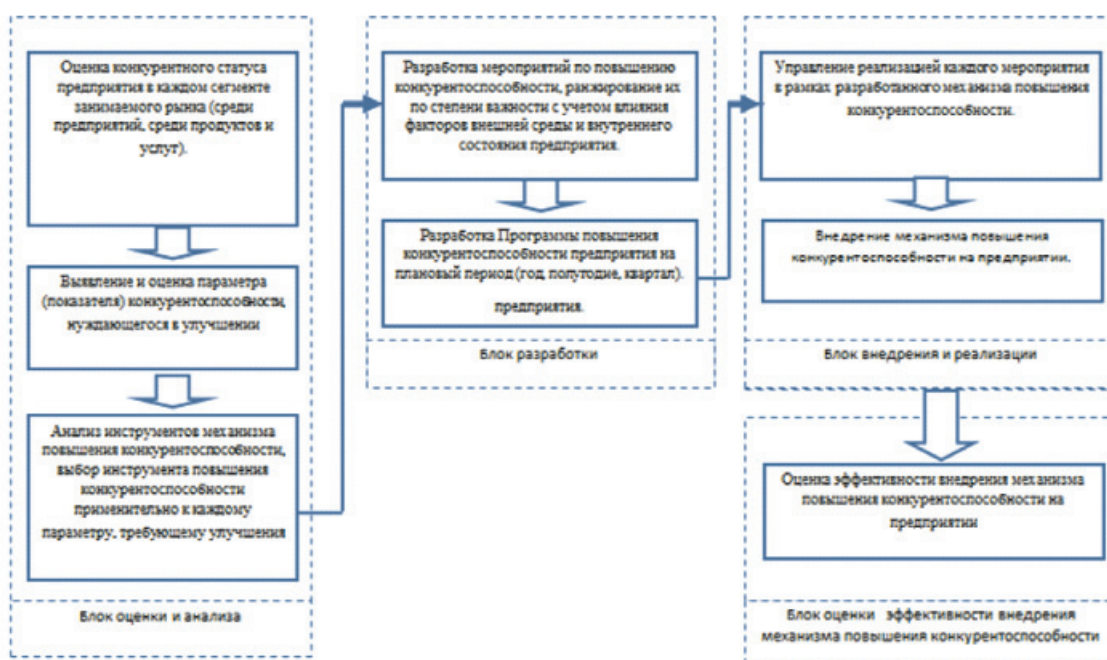 Оценка конкурентного статуса
предприятия в каждом сегменте
занимаемого рынка (среди
предприятий, среди продуктов и
услуг).
Выявление и оценка параметра
(показателя) конкурентоспособности,
нуждающегося в улучшении
Анализ инструментов механизма
повышения конкурентоспособности,
выбор инструмента повышения
конкурентоспособности
применительно к каждому
параметру, требующему улучшения
Блок оценки и анализа
Разработка мероприятий по повышению
конкурентоспособности, ранжирование их
по степени важности с учетом влияния
факторов внешней среды и внутреннего
состояния предприятия.
Разработка Программы повышения
конкурентоспособности предприятия на
плановый период (год, полугодие, квартал).
предприятия.
Блок разработки
Управление реализацией каждого мероприятия
в рамках разработанного механизма повышения
конкурентоспособности.
Внедрение механизма повышения
конкурентоспособности на предприятии.
Блок внедрения и реализации
Оценка эффективности внедрения механизма
повышения конкурентоспособности на
предприятии
Блок оценки эффективности внедрения
механизма повышения конкурентоспособности